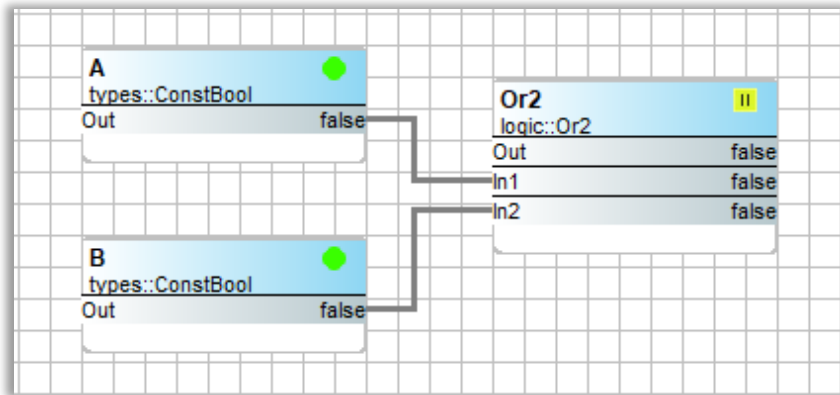 A
types::ConstBool
Out false
Or2
logic::Or2
Out false
In1 false
In2 false
B
types::ConstBool
Out false